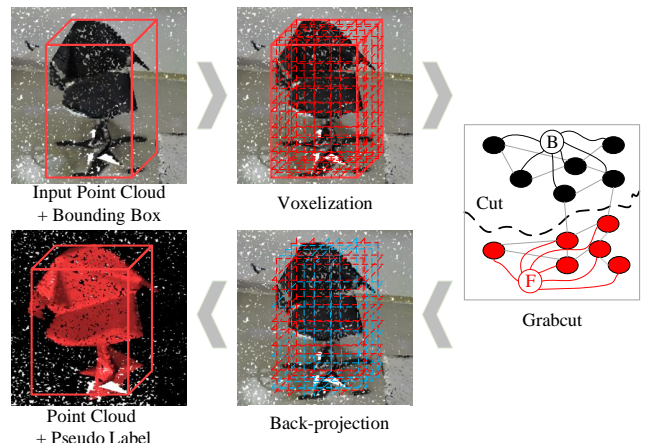 Input Point Cloud
+ Bounding Box
Voxelization
B
Cut
F
Grabcut
Point Cloud
+ Pseudo Label
Back-projection